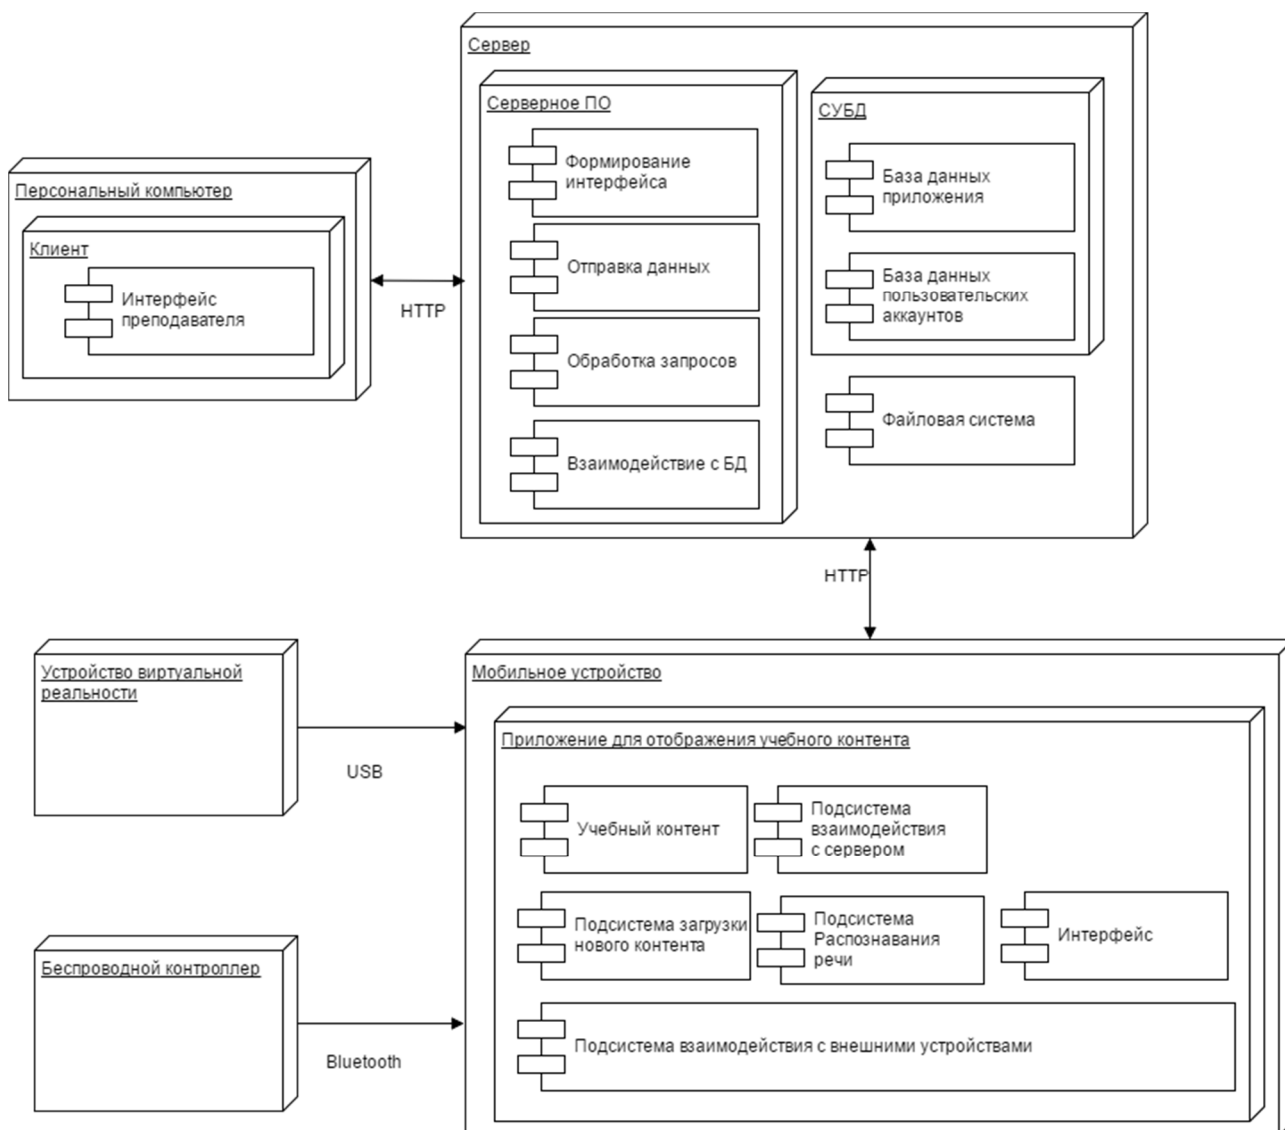 Сервер
Серверное ПО
Формирование
интерфейса
Отправка данных
Обработка запросов
Взаимодействие с БД
СУБД
База данных
приложения
База данных
пользовательских
аккаунтов
Файловая система
Персональный компьютер
Клиент
Интерфейс
преподавателя
HTTP
HTTP
Устройство виртуальной
реальности
USB
Беспроводной контроллер
Bluetooth
Мобильное устройство
Приложение для отображения учебного контента
Учебный контент
Подсистема
взаимодействия
с сервером
Подсистема загрузки
нового контента
Подсистема
Распознавания
речи
Интерфейс
Подсистема взаимодействия с внешними устройствами